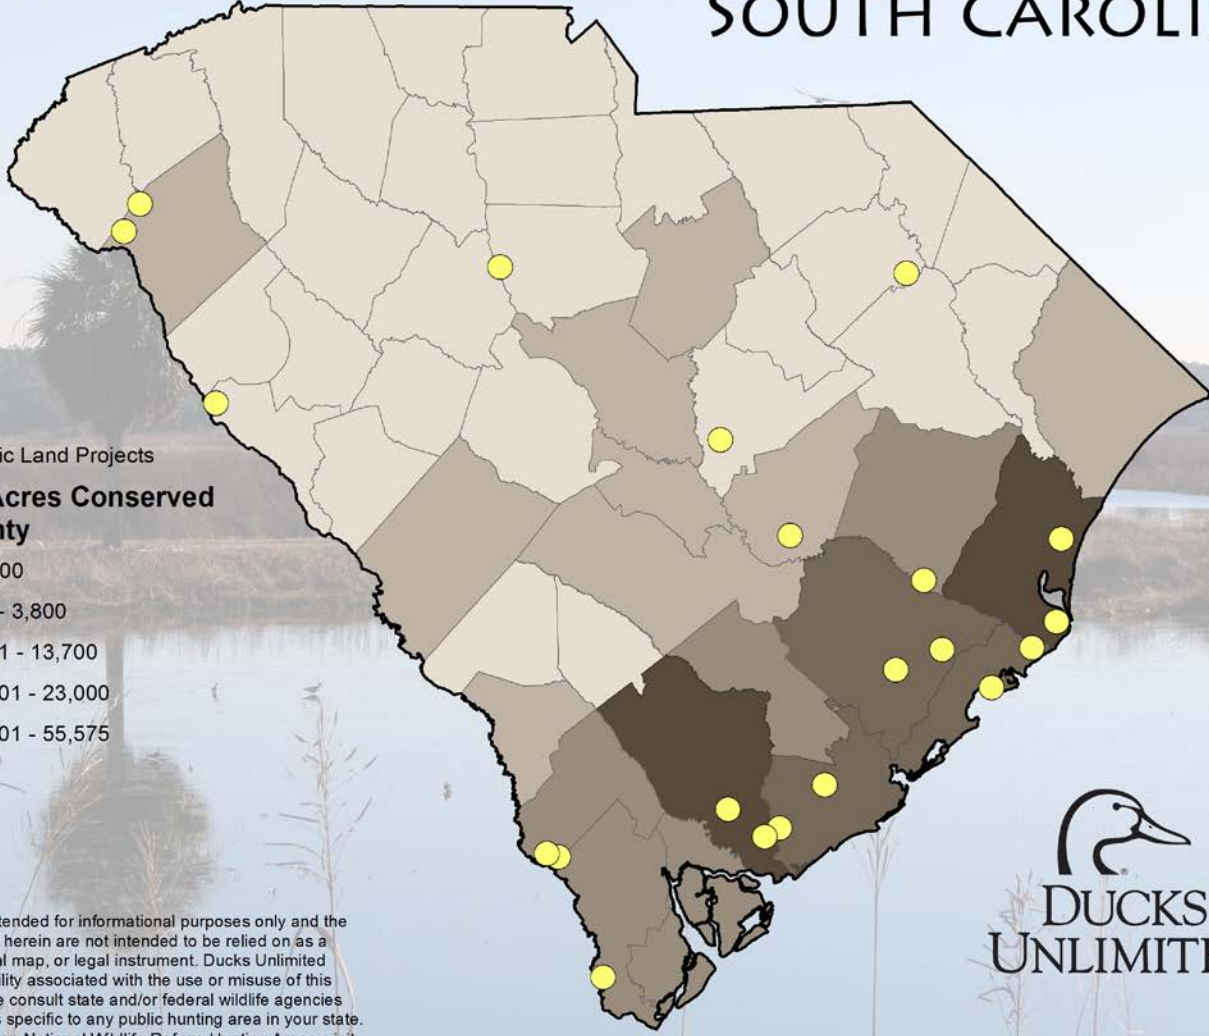 SOUTH CAROLI
ic Land Projects
Acres Conserved
nty
00
- 3,800
1 - 13,700
01 - 23,000
01 - 55,575
tended for informational purposes only and the
herein are not intended to be relied on as a
al map, or legal instrument. Ducks Unlimited
ility associated with the use or misuse of this
e consult state and/or federal wildlife agencies
s specific to any public hunting area in your state.
DUCKS
UNLIMITE